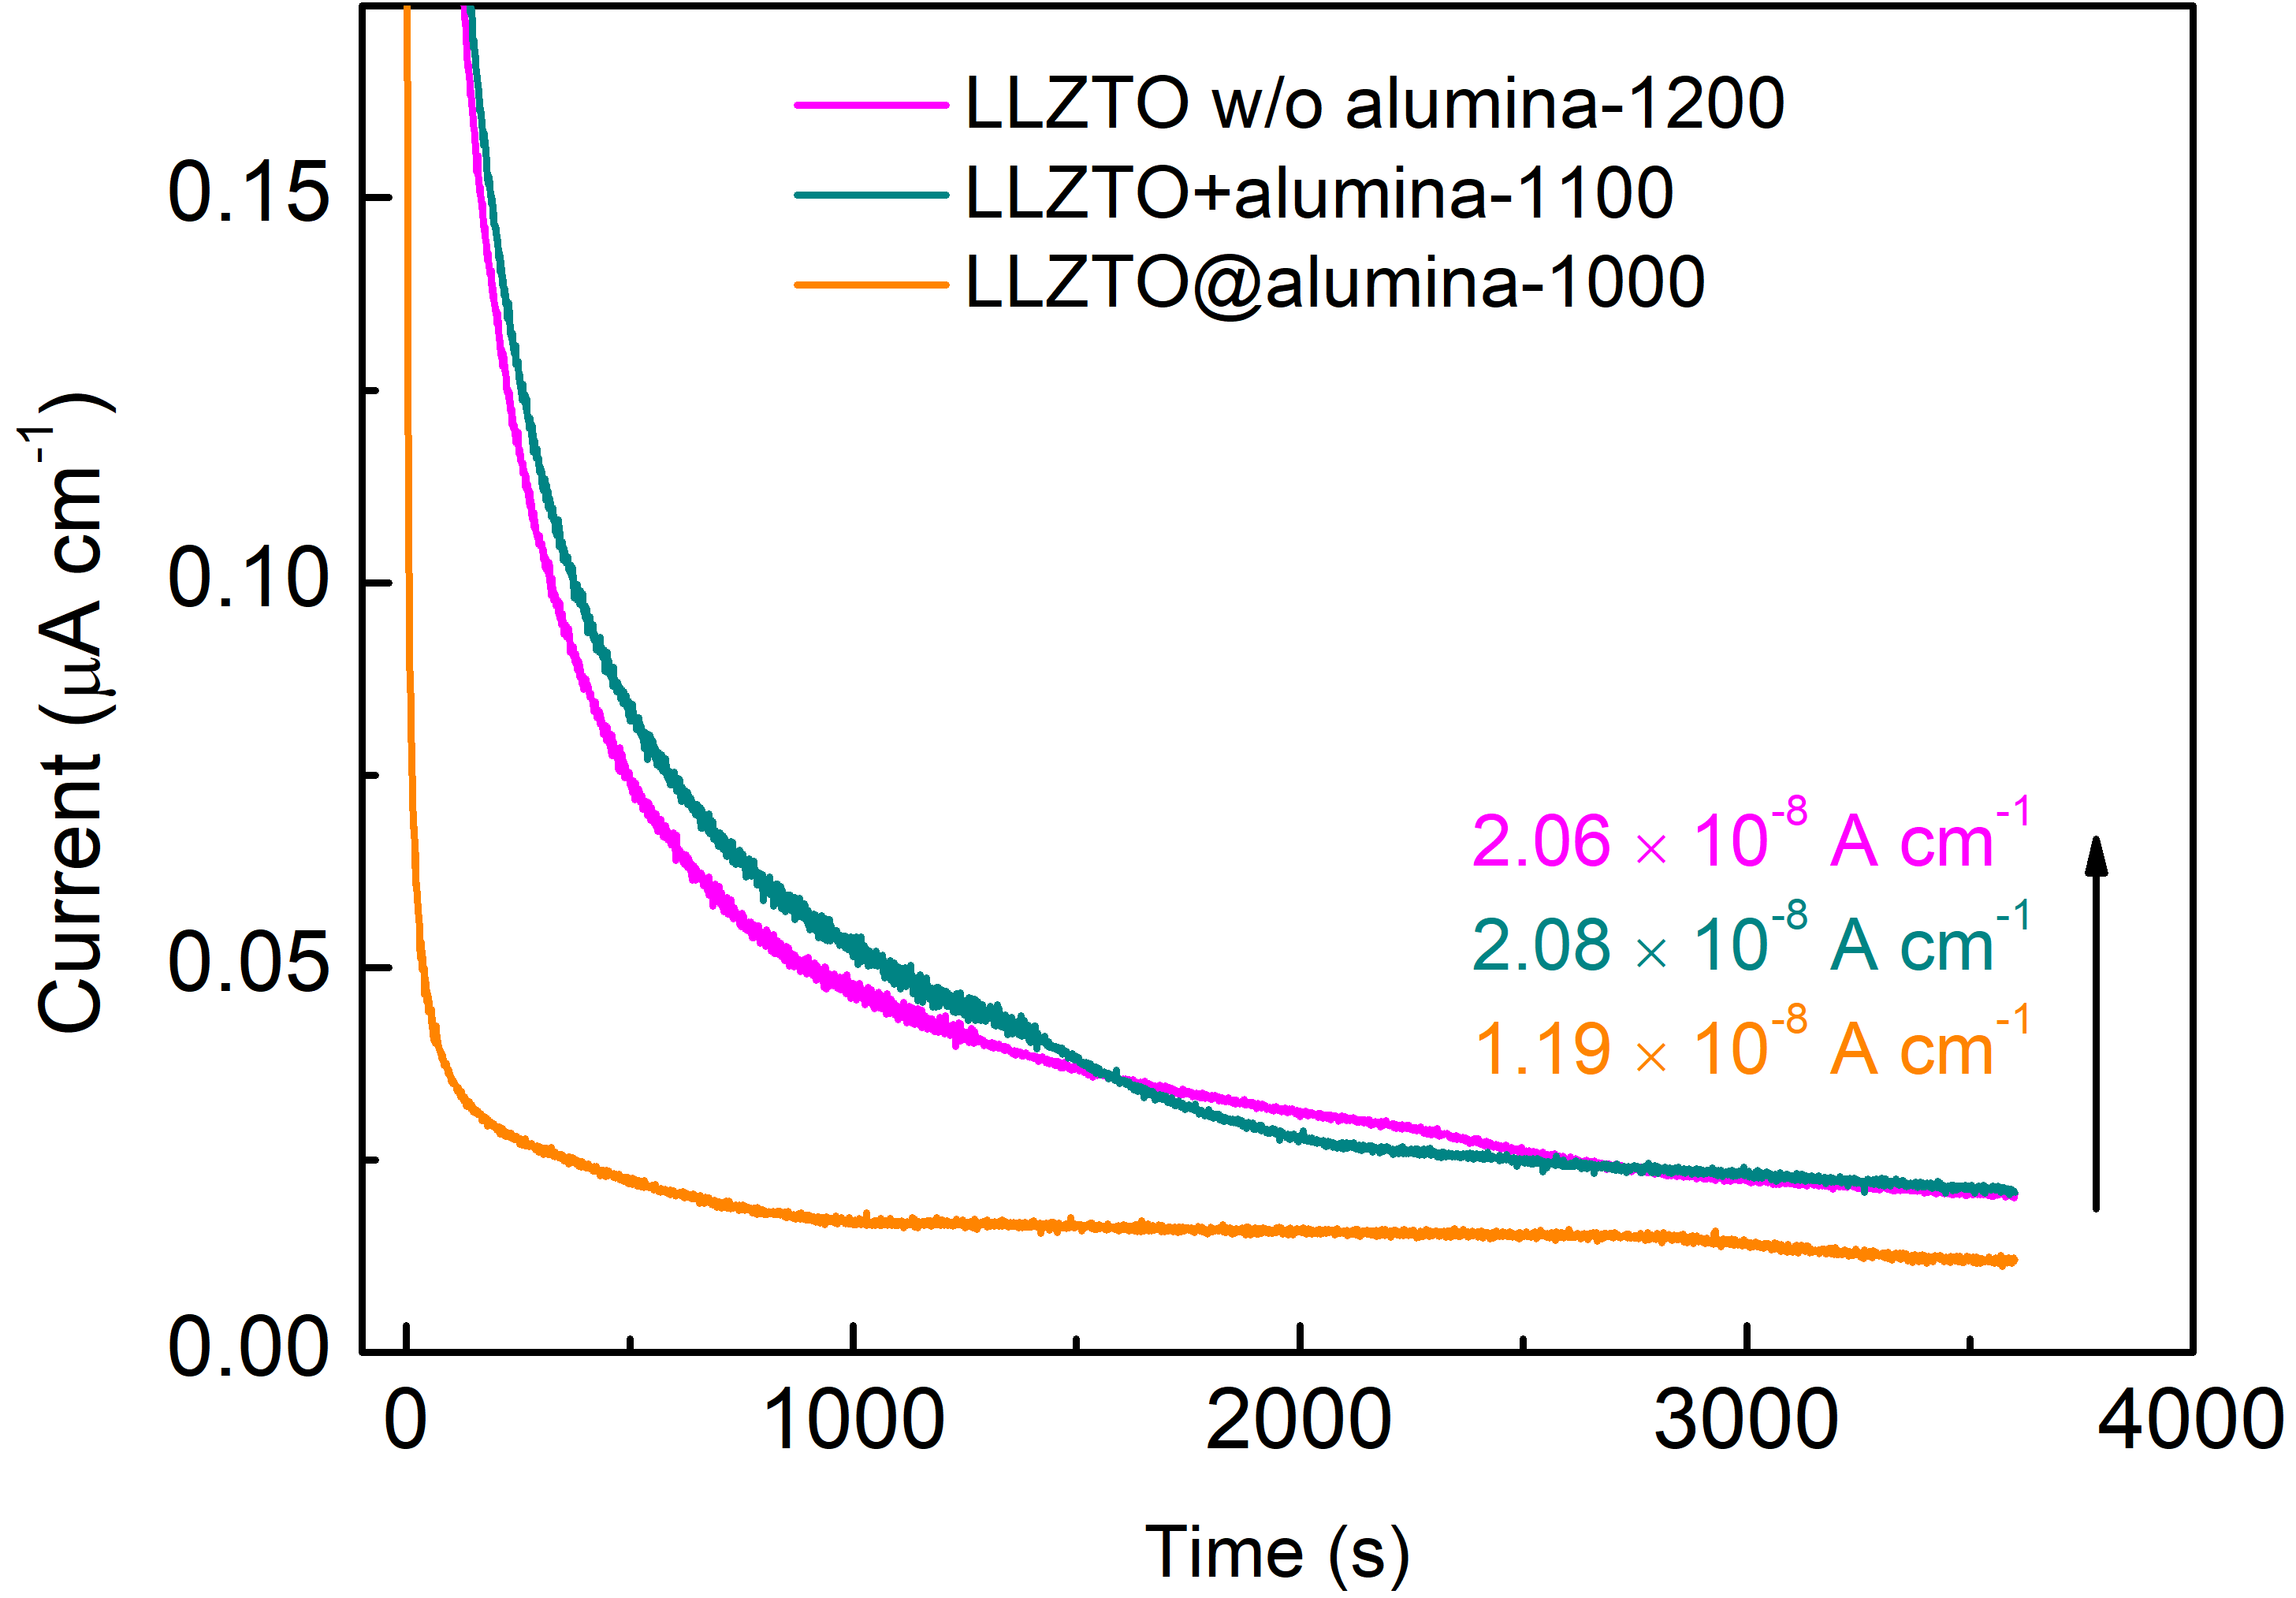 LLZTO w/o alumina-1200
LLZTO+alumina-1100
LLZTO@alumina-1000
Current (μA cm⁻¹)
0.15
0.10
0.05
0.00
2.06 × 10⁻⁸ A cm⁻¹
2.08 × 10⁻⁸ A cm⁻¹
1.19 × 10⁻⁸ A cm⁻¹
0 1000 2000 3000 4000
Time (s)